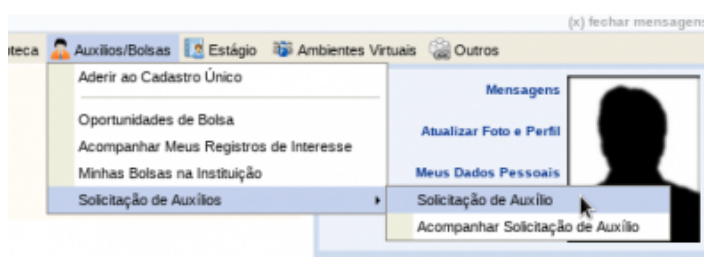 (x) fechar mensagens
teca Auxílios/Bolsas Estágio Ambientes Virtuais Outros
Aderir ao Cadastro Único
Mensagens
Oportunidades de Bolsa
Atualizar Foto e Perfil
Acompanhar Meus Registros de Interesse
Minhas Bolsas na Instituição
Meus Dados Pessoais
Solicitação de Auxílios
Solicitação de Auxílio
Acompanhar Solicitação de Auxílio